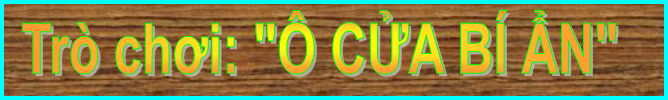 Trò chơi: "Ô CỬA BÍ ẨN"